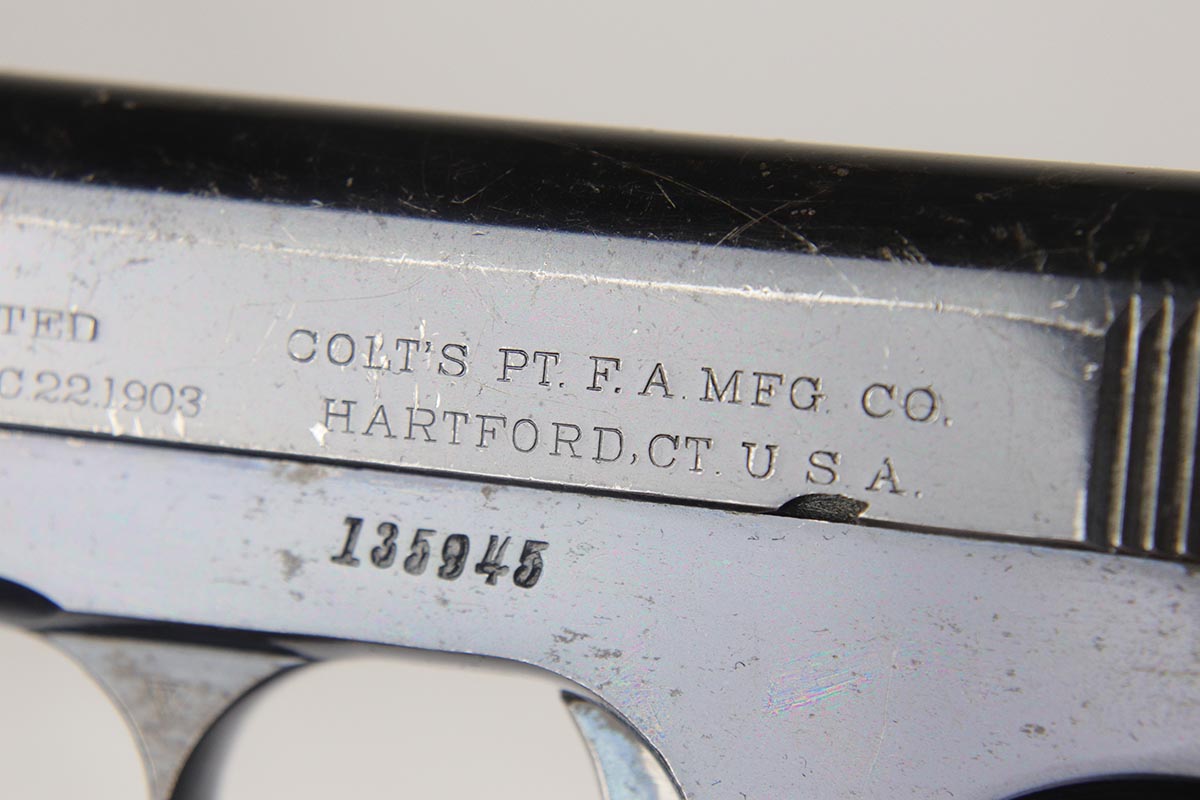 TED
C 22.1903
COLT'S PT. F. A. MFG. CO.
HARTFORD, CT. U S A.
135945